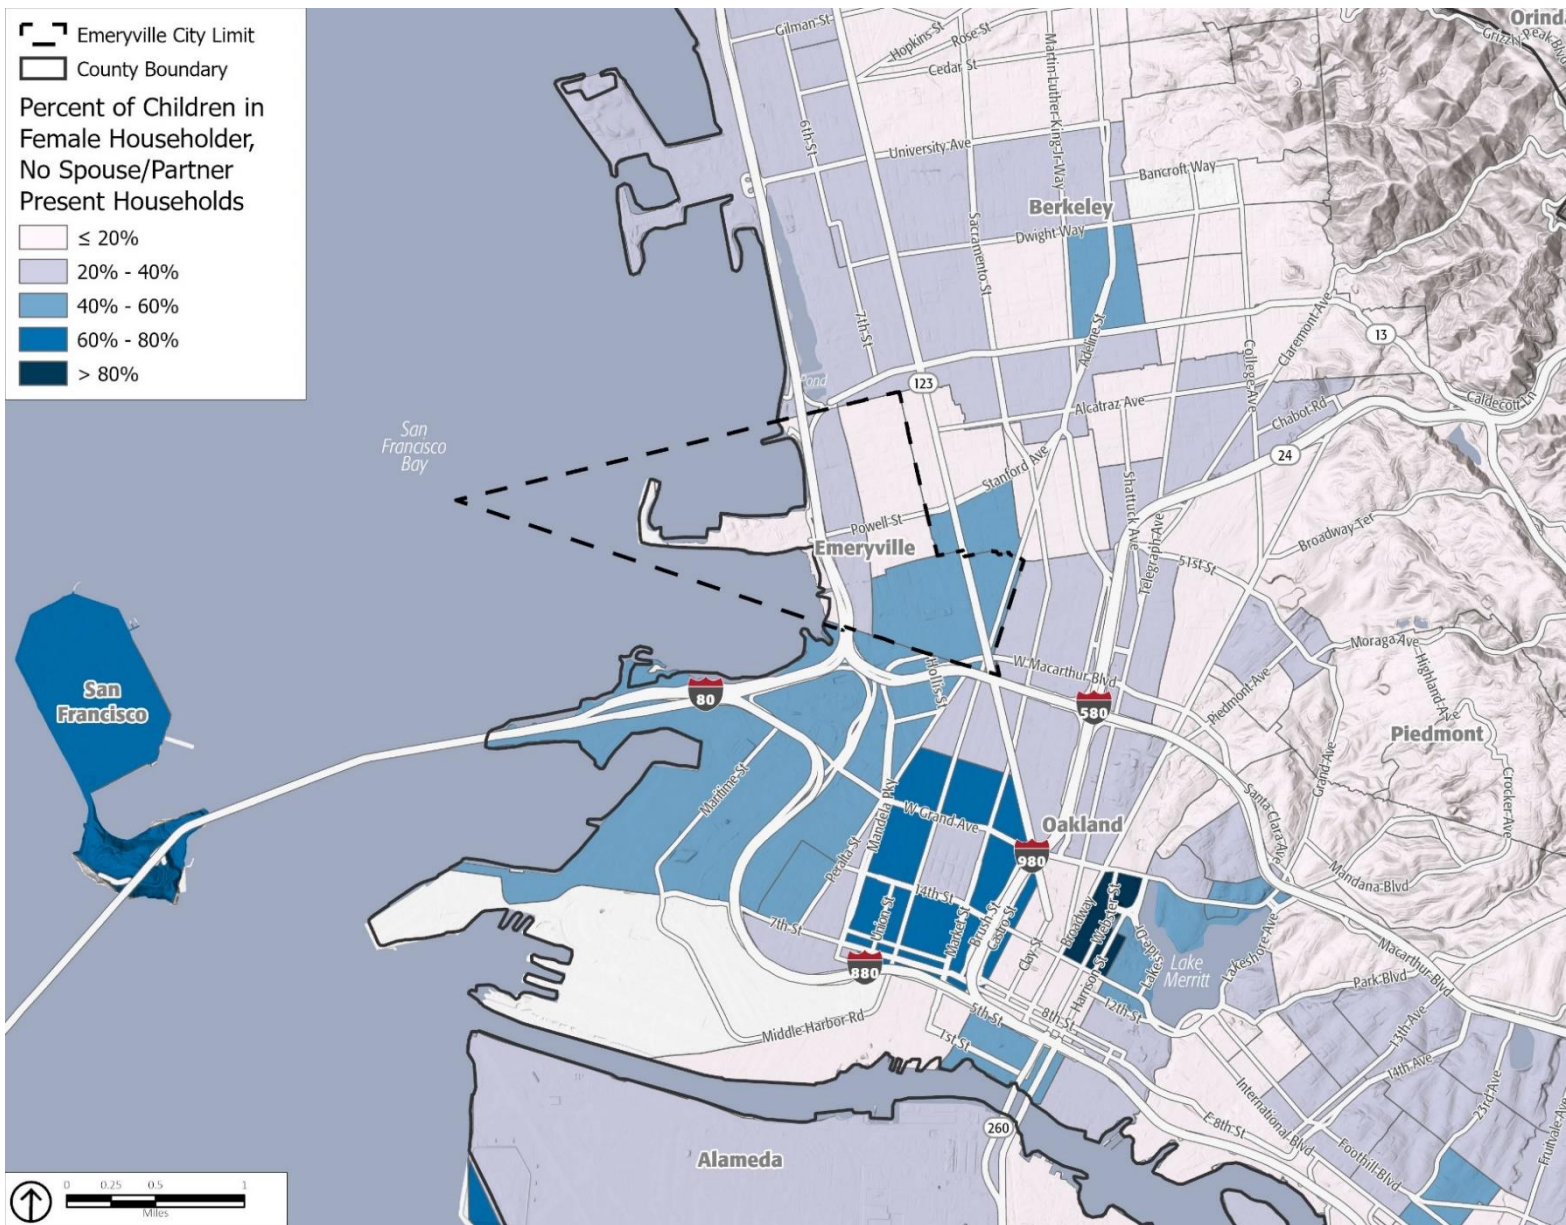 Emeryville City Limit
County Boundary
Percent of Children in
Female Householder,
No Spouse/Partner
Present Households
≤ 20%
20% - 40%
40% - 60%
60% - 80%
> 80%
Orind
Grizzly Peak Blvd
Gilman St
Hopkins St
Rose St
Cedar St
Martin Luther King Jr Way
6th St
University Ave
Bancroft Way
Berkeley
Dwight Way
Sacramento St
7th St
Adeline St
College Ave
Claremont Ave
13
Pond
123
Alcatraz Ave
Chabot Rd
Caldecott Ln
San
Francisco
Bay
24
Stanford Ave
Shattuck Ave
Telegraph Ave
Powell St
Emeryville
Broadway Ter
51st St
Moraga Ave
Highland Ave
W Macarthur Blvd
Hollis St
Piedmont Ave
San
Francisco
80
580
Piedmont
Grand Ave
Crocker Ave
Maritime St
Mandela Pky
W Grand Ave
Santa Clara Ave
Oakland
980
Peralta St
Mandana Blvd
14th St
Union St
Market St
Brush St
Castro St
Clay St
Broadway
Webster St
Harrison St
Lakeside
Lake
Merritt
Lakeshore Ave
Macarthur Blvd
7th St
880
Park Blvd
12th St
8th St
5th St
1st St
Middle Harbor Rd
13th Ave
14th Ave
23rd Ave
Fruitvale Ave
International Blvd
E 8th St
Foothill Blvd
260
Alameda
0 0.25 0.5 1
Miles